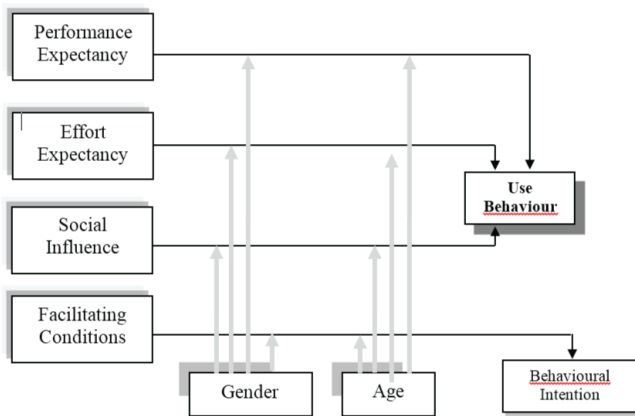 Performance
Expectancy
Effort
Expectancy
Use
Behaviour
Social
Influence
Facilitating
Conditions
Gender
Age
Behavioural
Intention